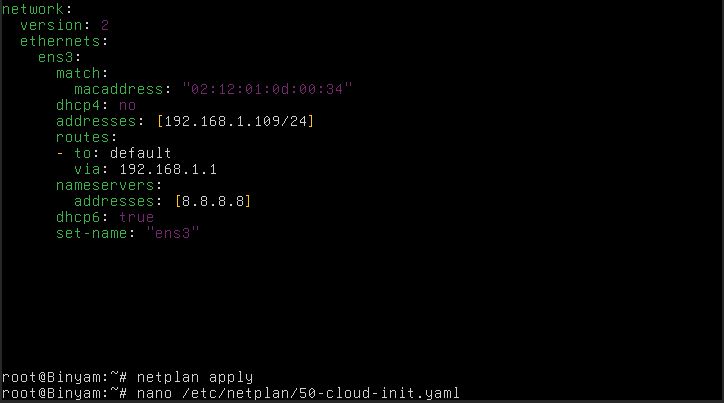 network:
  version: 2
  ethernets:
    ens3:
      match:
        macaddress: "02:12:01:0d:00:34"
      dhcp4: no
      addresses: [192.168.1.109/24]
      routes:
      - to: default
        via: 192.168.1.1
      nameservers:
        addresses: [8.8.8.8]
      dhcp6: true
      set-name: "ens3"
root@Binyam:~# netplan apply
root@Binyam:~# nano /etc/netplan/50-cloud-init.yaml